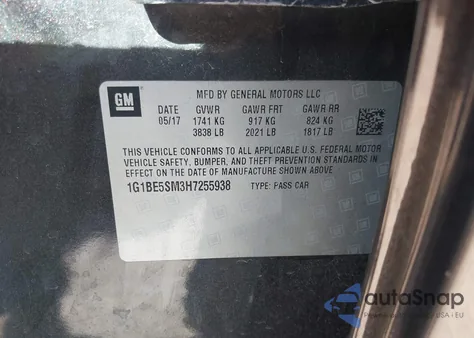 GM
MFD BY GENERAL MOTORS LLC
DATE GVWR GAWR FRT GAWR RR
05/17 1741 KG 917 KG 824 KG
3838 LB 2021 LB 1817 LB
THIS VEHICLE CONFORMS TO ALL APPLICABLE U.S. FEDERAL MOTOR
VEHICLE SAFETY, BUMPER, AND THEFT PREVENTION STANDARDS IN
EFFECT ON THE DATE OF MANUFACTURE SHOWN ABOVE.
1G1BE5SM3H7255938 TYPE: PASS CAR
autoSnap
USA • EU